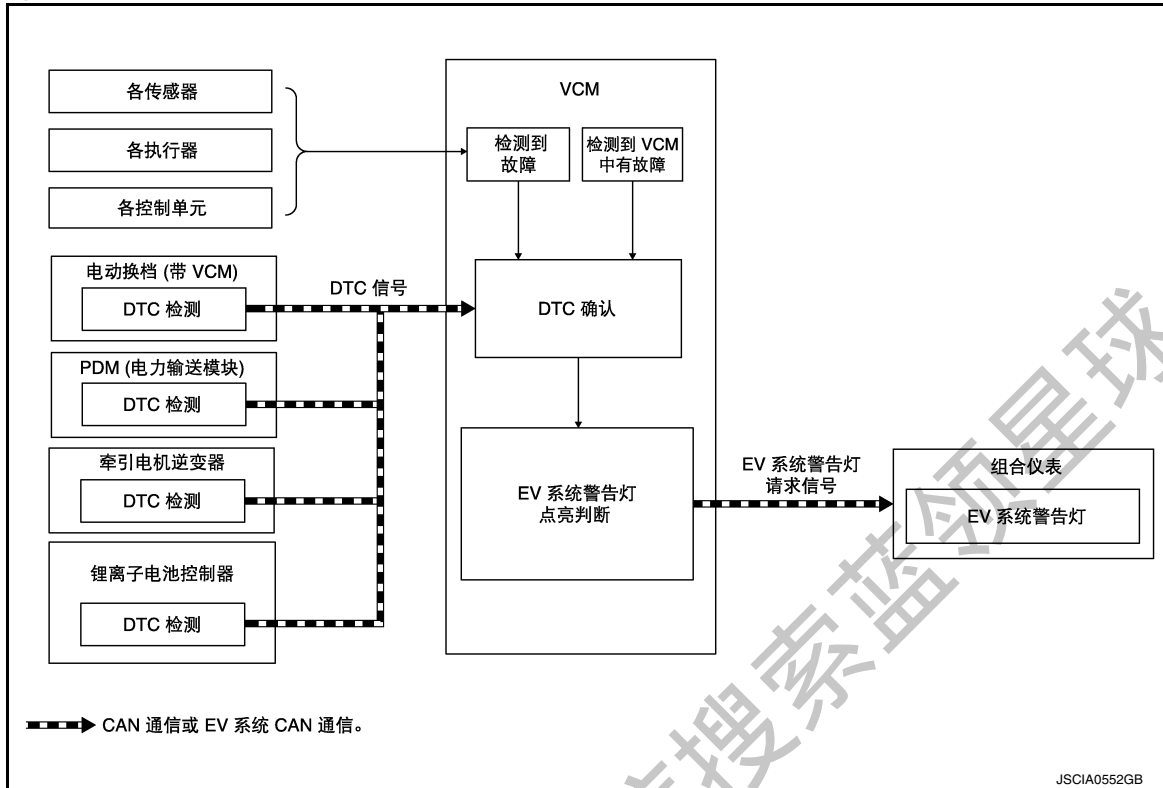 各传感器
各执行器
各控制单元
VCM
检测到
故障
检测到 VCM
中有故障
电动换档 (带 VCM)
DTC 检测
DTC 信号
DTC 确认
PDM (电力输送模块)
DTC 检测
牵引电机逆变器
DTC 检测
锂离子电池控制器
DTC 检测
EV 系统警告灯
点亮判断
EV 系统警告灯
请求信号
组合仪表
EV 系统警告灯
CAN 通信或 EV 系统 CAN 通信。
搜索蓝领星球
JSCIA0552GB